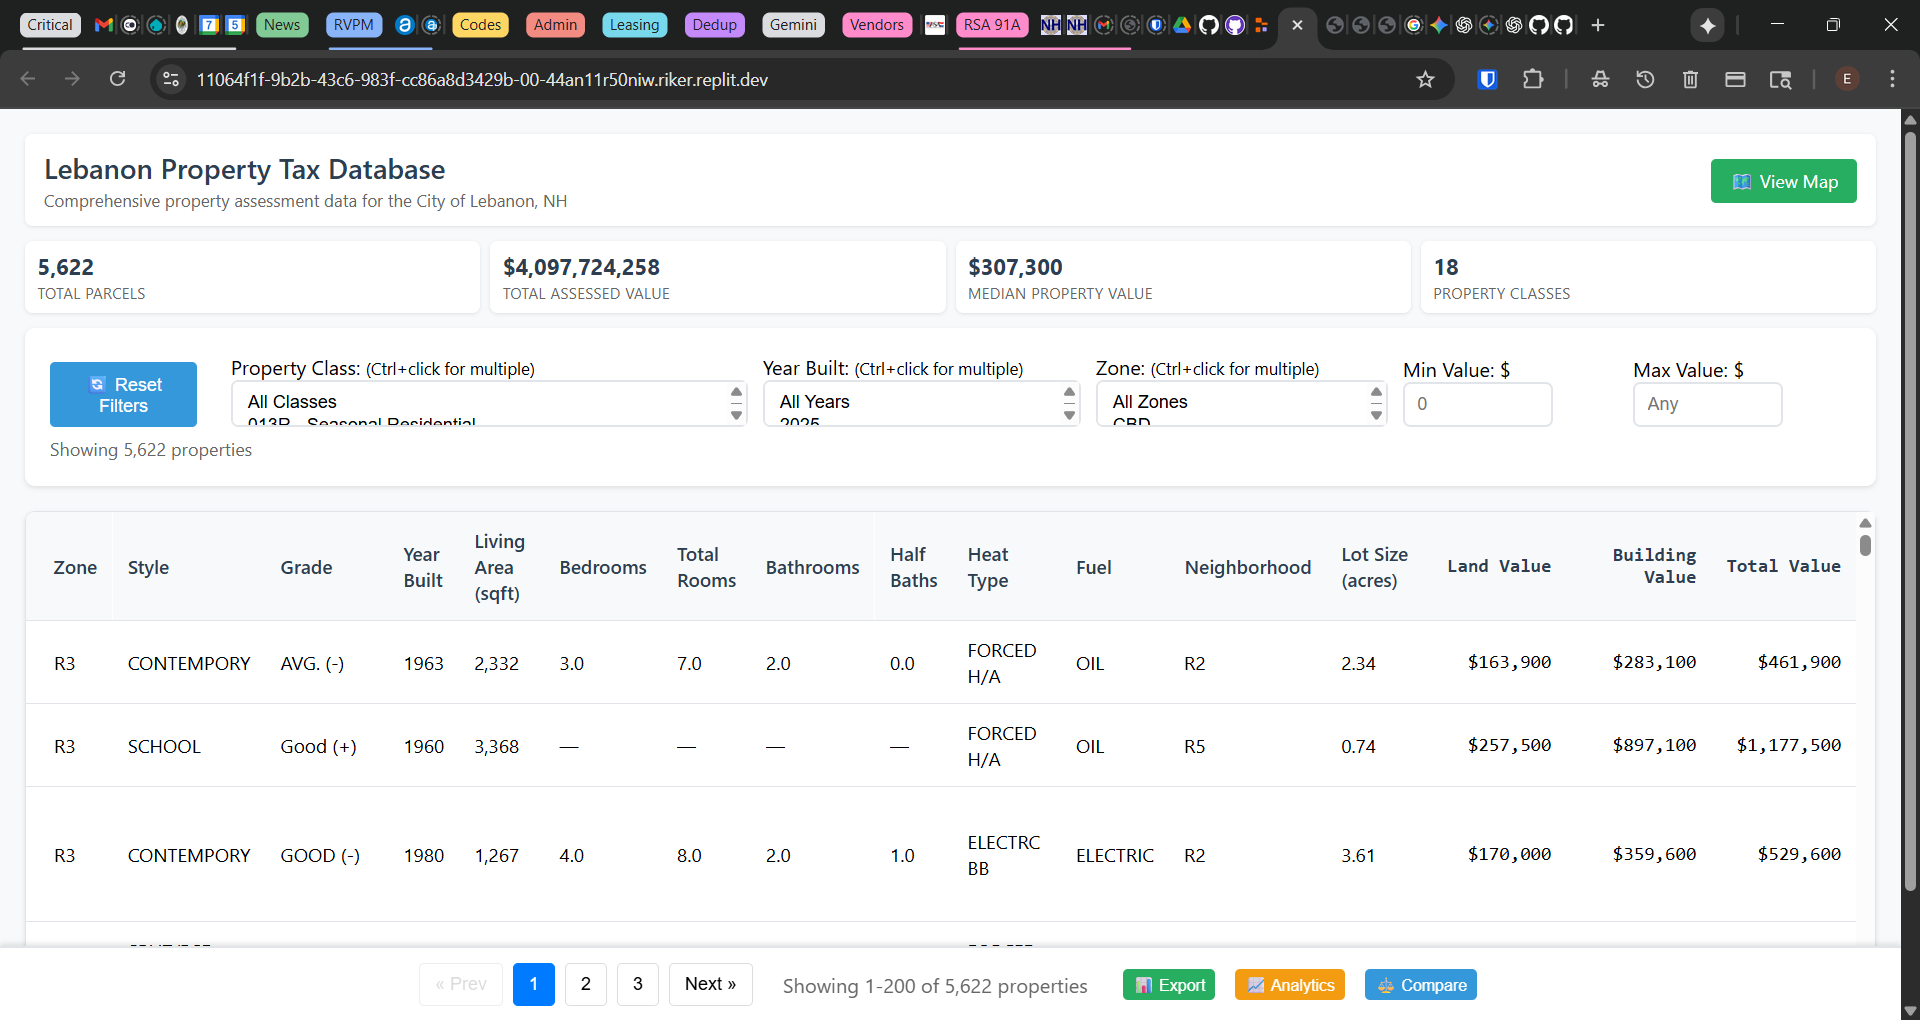 Critical
7
5
News
RVPM
Codes
Admin
Leasing
Dedup
Gemini
Vendors
RSA 91A
NH
NH
11064f1f-9b2b-43c6-983f-cc86a8d3429b-00-44an11r50niw.riker.replit.dev
E
Lebanon Property Tax Database
Comprehensive property assessment data for the City of Lebanon, NH
View Map
5,622
TOTAL PARCELS
$4,097,724,258
TOTAL ASSESSED VALUE
$307,300
MEDIAN PROPERTY VALUE
18
PROPERTY CLASSES
Reset
Filters
Property Class: (Ctrl+click for multiple)
All Classes
013R - Seasonal Residential
Year Built: (Ctrl+click for multiple)
All Years
2025
Zone: (Ctrl+click for multiple)
All Zones
CBD
Min Value: $
0
Max Value: $
Any
Showing 5,622 properties
Zone Style Grade Year Built Living Area (sqft) Bedrooms Total Rooms Bathrooms Half Baths Heat Type Fuel Neighborhood Lot Size (acres) Land Value Building Value Total Value
R3 CONTEMPORY AVG. (-) 1963 2,332 3.0 7.0 2.0 0.0 FORCED H/A OIL R2 2.34 $163,900 $283,100 $461,900
R3 SCHOOL Good (+) 1960 3,368 — — — — FORCED H/A OIL R5 0.74 $257,500 $897,100 $1,177,500
R3 CONTEMPORY GOOD (-) 1980 1,267 4.0 8.0 2.0 1.0 ELECTRC BB ELECTRIC R2 3.61 $170,000 $359,600 $529,600
« Prev 1 2 3 Next » Showing 1-200 of 5,622 properties Export Analytics Compare